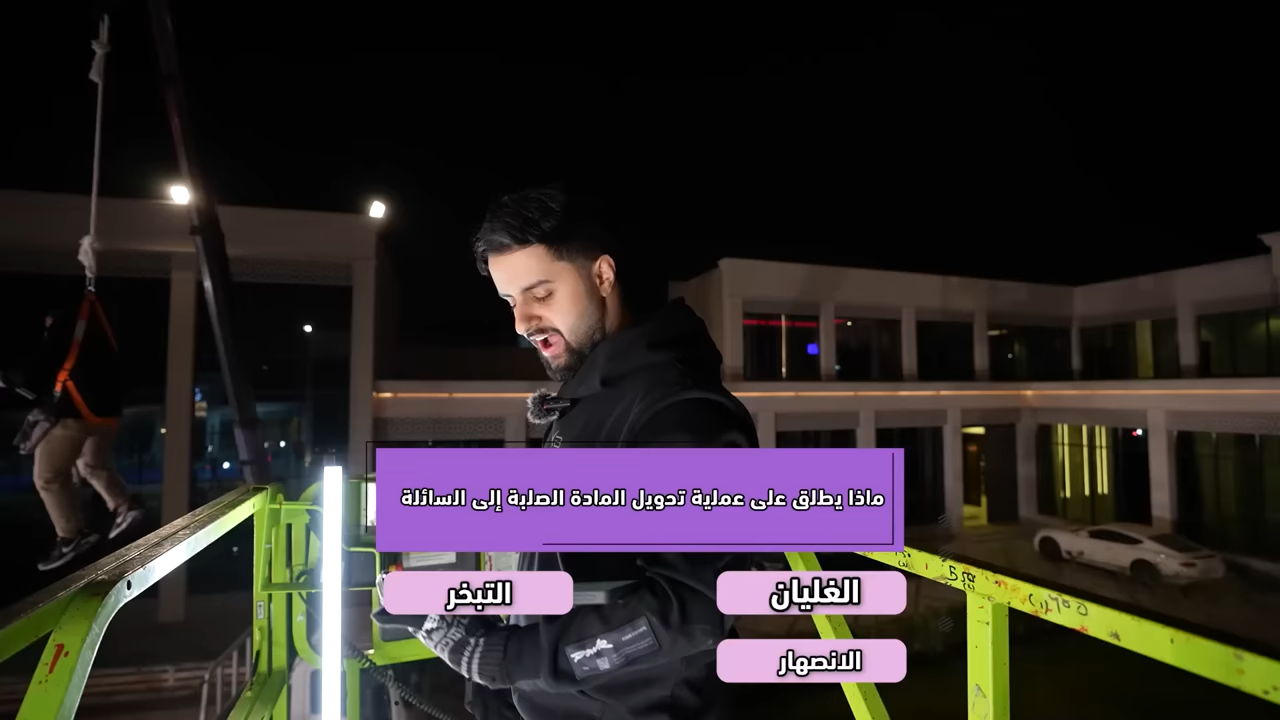 ماذا يطلق على عملية تحويل المادة الصلبة إلى السائلة
الغليان
التبخر
الانصهار